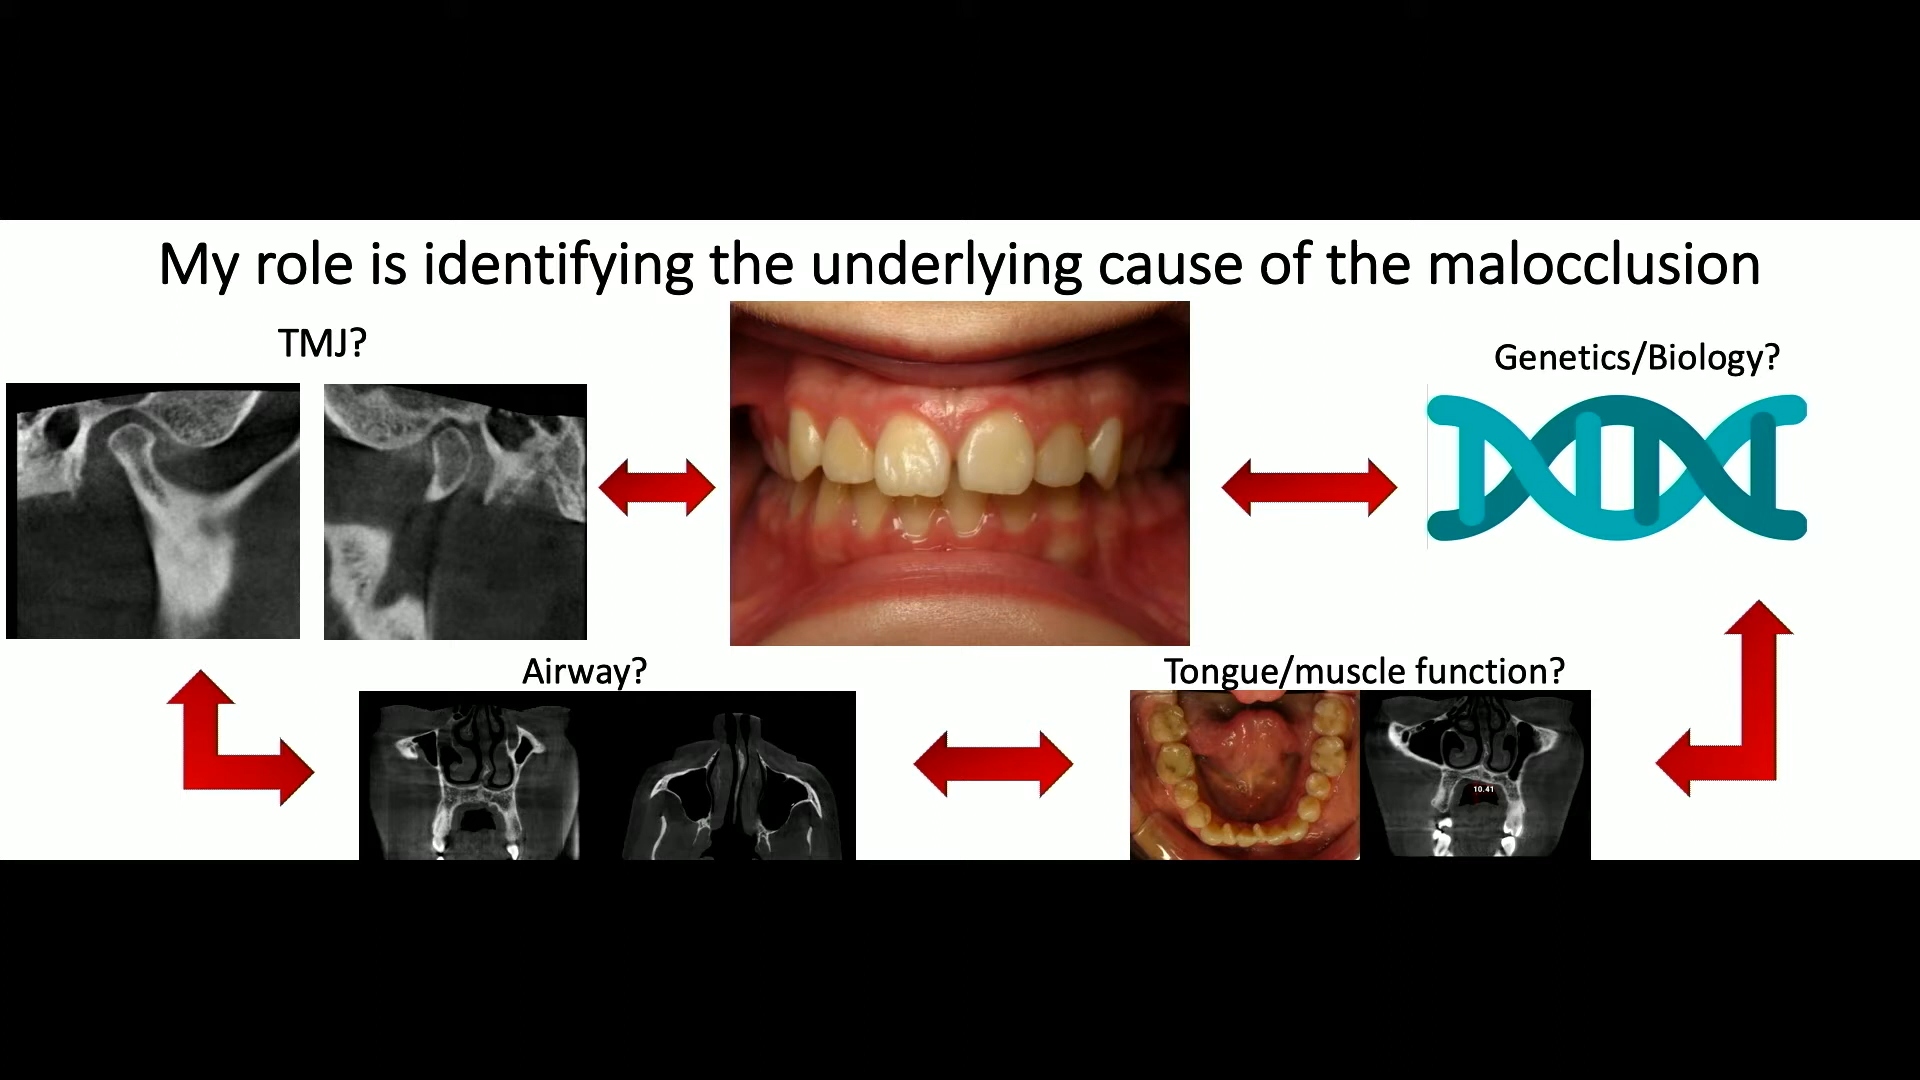 My role is identifying the underlying cause of the malocclusion
TMJ?
Genetics/Biology?
Airway?
Tongue/muscle function?
10.41